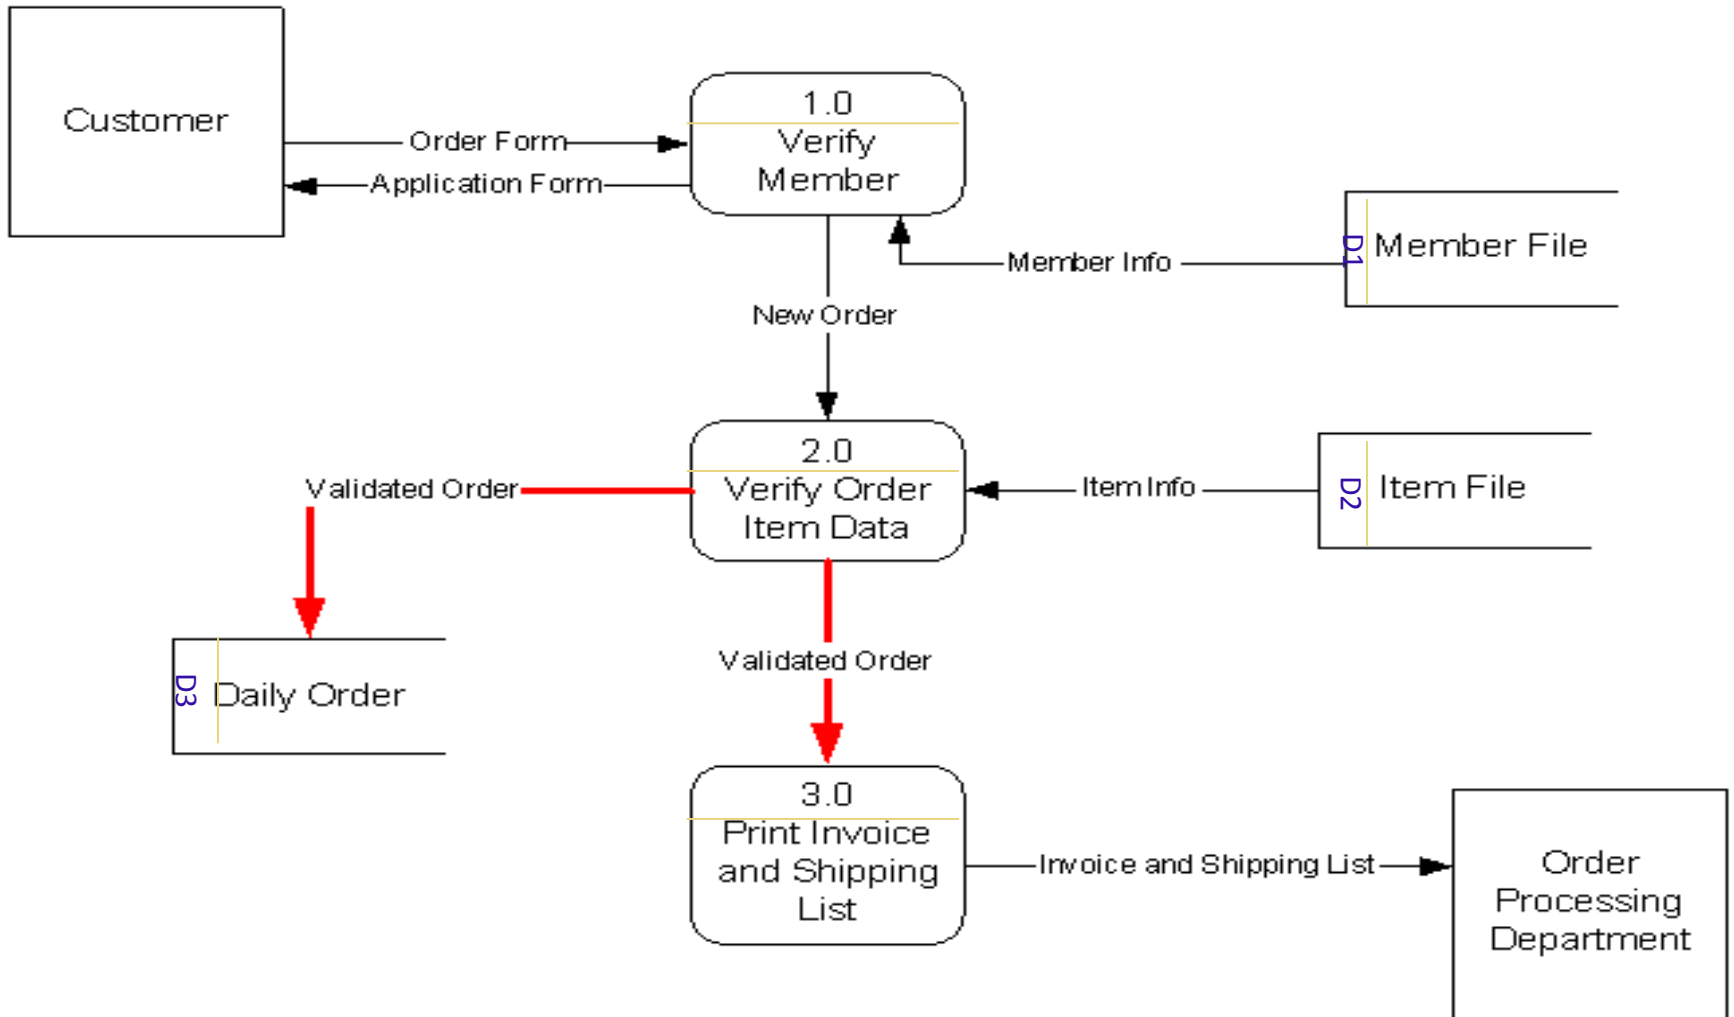 Customer
Order Form
Application Form
1.0
Verify
Member
D1
Member File
Member Info
New Order
2.0
Verify Order
Item Data
Validated Order
Item Info
D2
Item File
D3
Daily Order
Validated Order
3.0
Print Invoice
and Shipping
List
Invoice and Shipping List
Order
Processing
Department